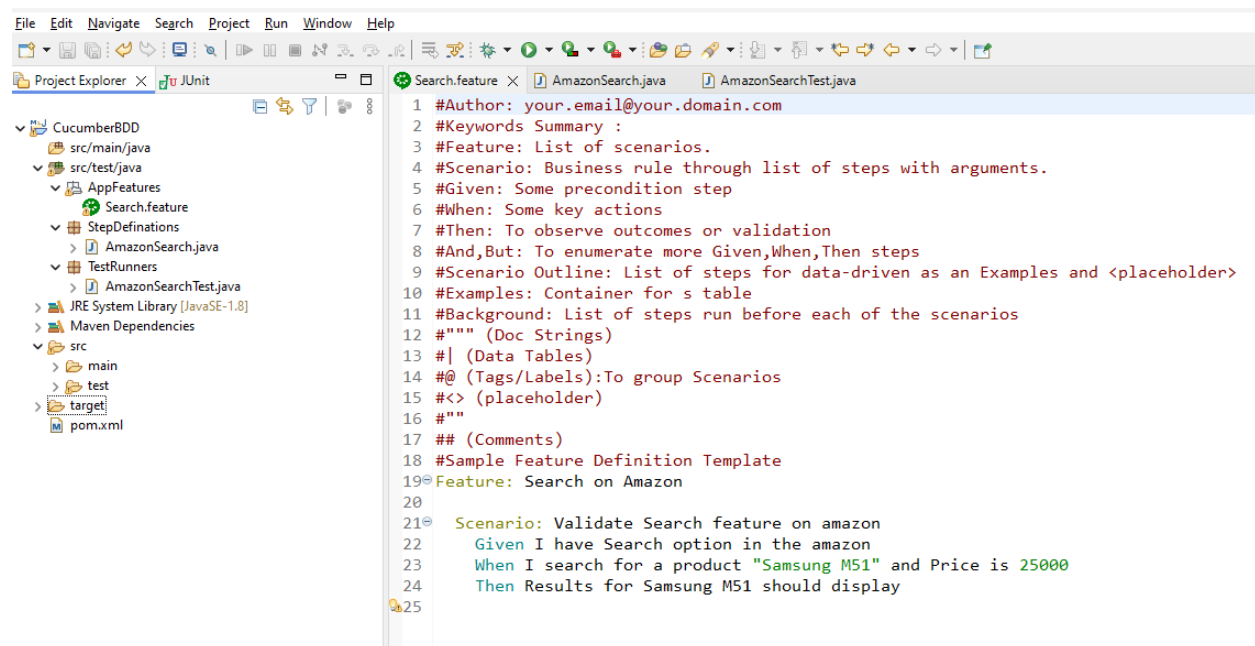 File Edit Navigate Search Project Run Window Help
Project Explorer JUnit
CucumberBDD
src/main/java
src/test/java
AppFeatures
Search.feature
StepDefinations
AmazonSearch.java
TestRunners
AmazonSearchTest.java
JRE System Library [JavaSE-1.8]
Maven Dependencies
src
main
test
target
pom.xml
Search.feature AmazonSearch.java AmazonSearchTest.java
1 #Author: your.email@your.domain.com
2 #Keywords Summary :
3 #Feature: List of scenarios.
4 #Scenario: Business rule through list of steps with arguments.
5 #Given: Some precondition step
6 #When: Some key actions
7 #Then: To observe outcomes or validation
8 #And,But: To enumerate more Given,When,Then steps
9 #Scenario Outline: List of steps for data-driven as an Examples and <placeholder>
10 #Examples: Container for s table
11 #Background: List of steps run before each of the scenarios
12 #""" (Doc Strings)
13 #| (Data Tables)
14 #@ (Tags/Labels):To group Scenarios
15 #<> (placeholder)
16 #""
17 ## (Comments)
18 #Sample Feature Definition Template
19 Feature: Search on Amazon
20
21 Scenario: Validate Search feature on amazon
22 Given I have Search option in the amazon
23 When I search for a product "Samsung M51" and Price is 25000
24 Then Results for Samsung M51 should display
25